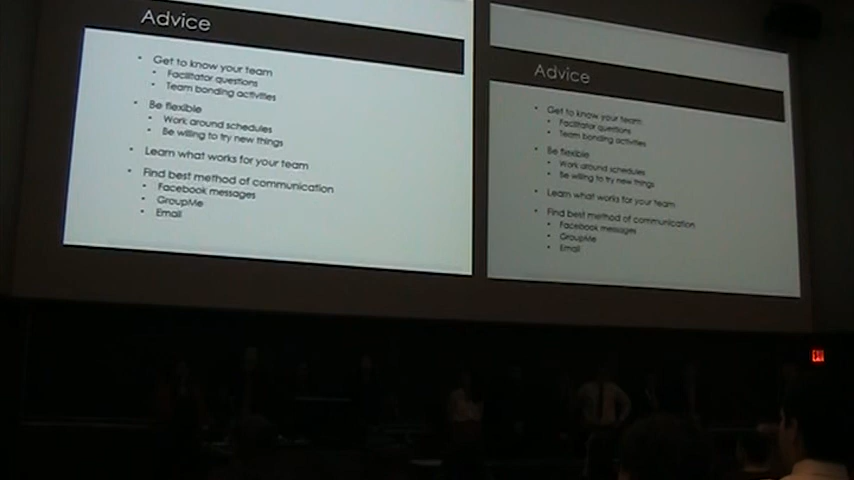 Advice
Get to know your team
Facilitator questions
Team bonding activities
Be flexible
Work around schedules
Be willing to try new things
Learn what works for your team
Find best method of communication
Facebook messages
GroupMe
Email
Advice
Get to know your team
Facilitator questions
Team bonding activities
Be flexible
Work around schedules
Be willing to try new things
Learn what works for your team
Find best method of communication
Facebook messages
GroupMe
Email
EXIT